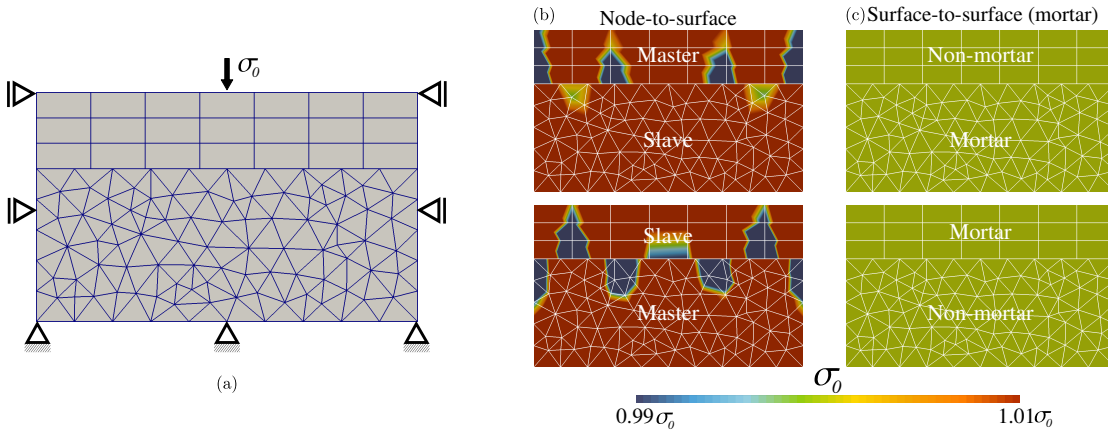 σ₀
(a)
(b)
Node-to-surface
Master
Slave
Slave
Master
(c)
Surface-to-surface (mortar)
Non-mortar
Mortar
Mortar
Non-mortar
σ₀
0.99σ₀
1.01σ₀